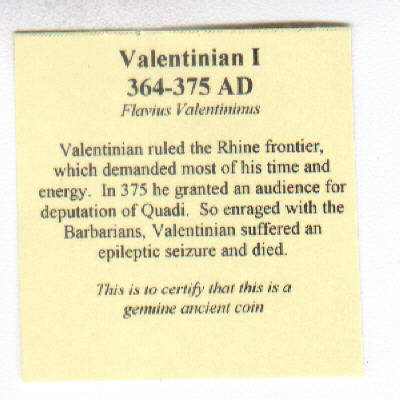 Valentinian I
364-375 AD
Flavius Valentininus
Valentinian ruled the Rhine frontier,
which demanded most of his time and
energy. In 375 he granted an audience for
deputation of Quadi. So enraged with the
Barbarians, Valentinian suffered an
epileptic seizure and died.
This is to certify that this is a
genuine ancient coin